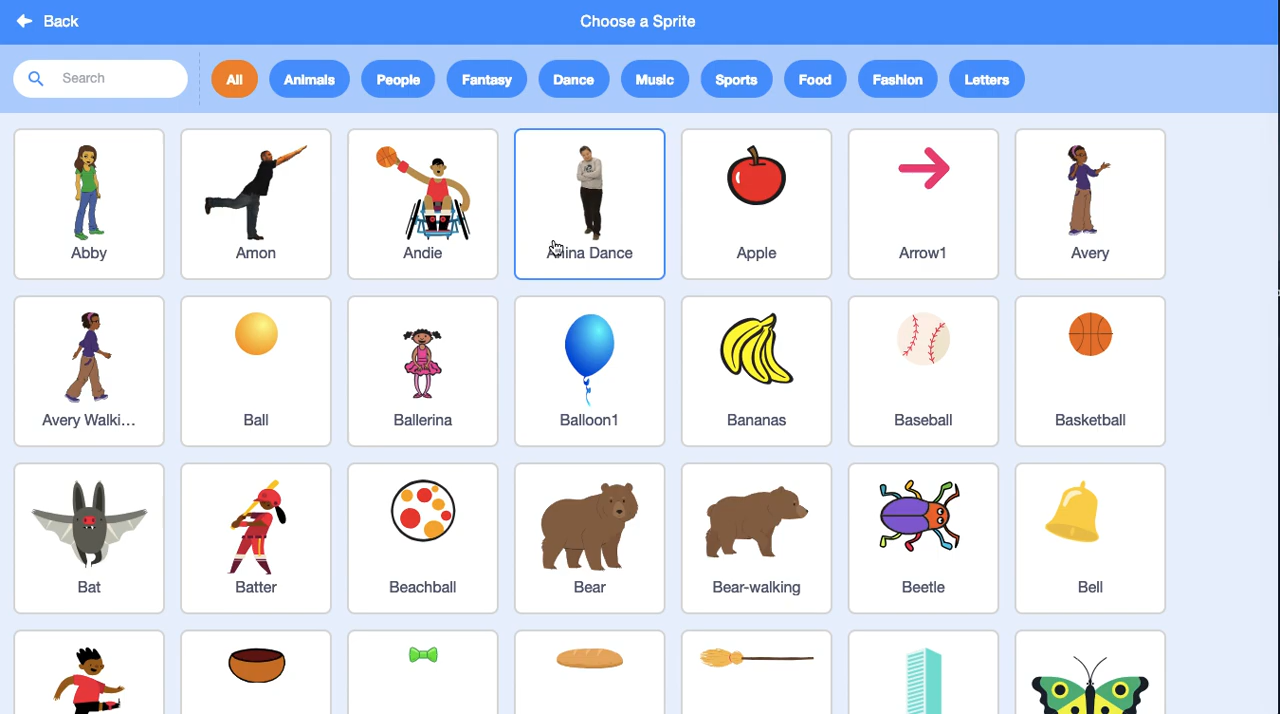 Back
Choose a Sprite
Search
All
Animals
People
Fantasy
Dance
Music
Sports
Food
Fashion
Letters
Abby
Amon
Andie
Anina Dance
Apple
Arrow1
Avery
Avery Walki...
Ball
Ballerina
Balloon1
Bananas
Baseball
Basketball
Bat
Batter
Beachball
Bear
Bear-walking
Beetle
Bell